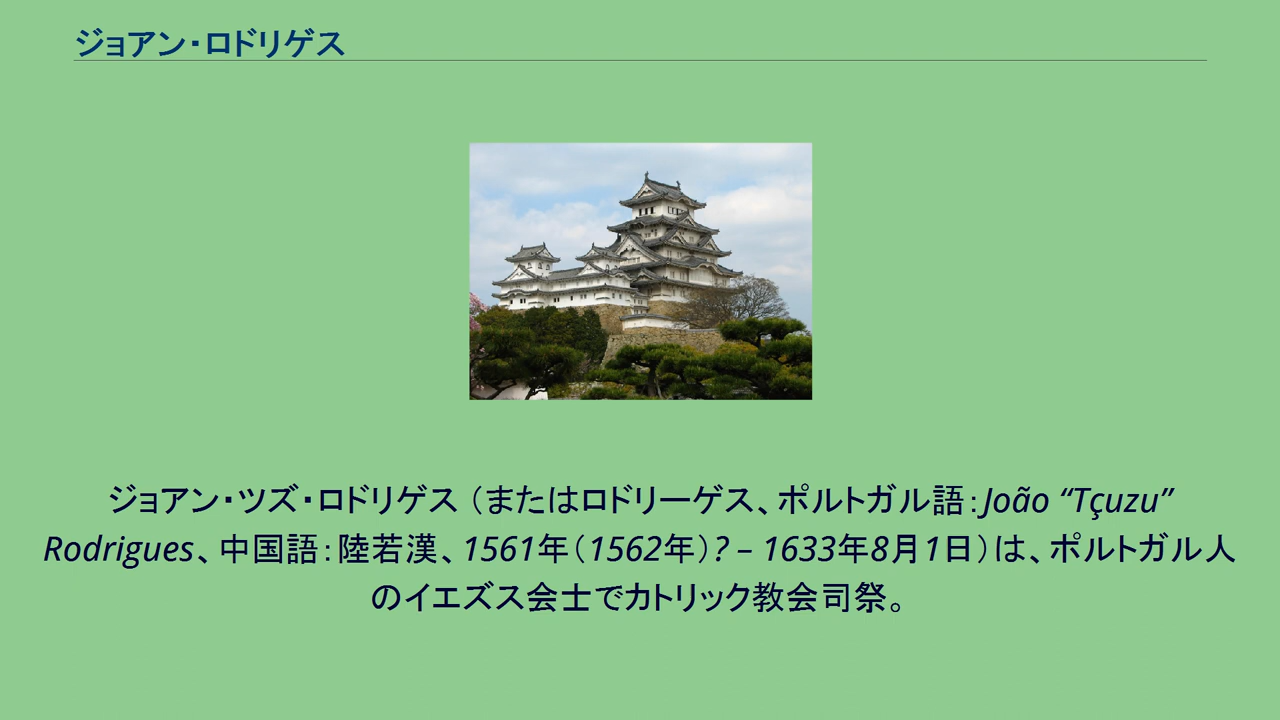 ジョアン・ロドリゲス
ジョアン・ツズ・ロドリゲス（またはロドリーゲス、ポルトガル語：João “Tçuzu”
Rodrigues、中国語：陸若漢、1561年（1562年）? – 1633年8月1日）は、ポルトガル人
のイエズス会士でカトリック教会司祭。